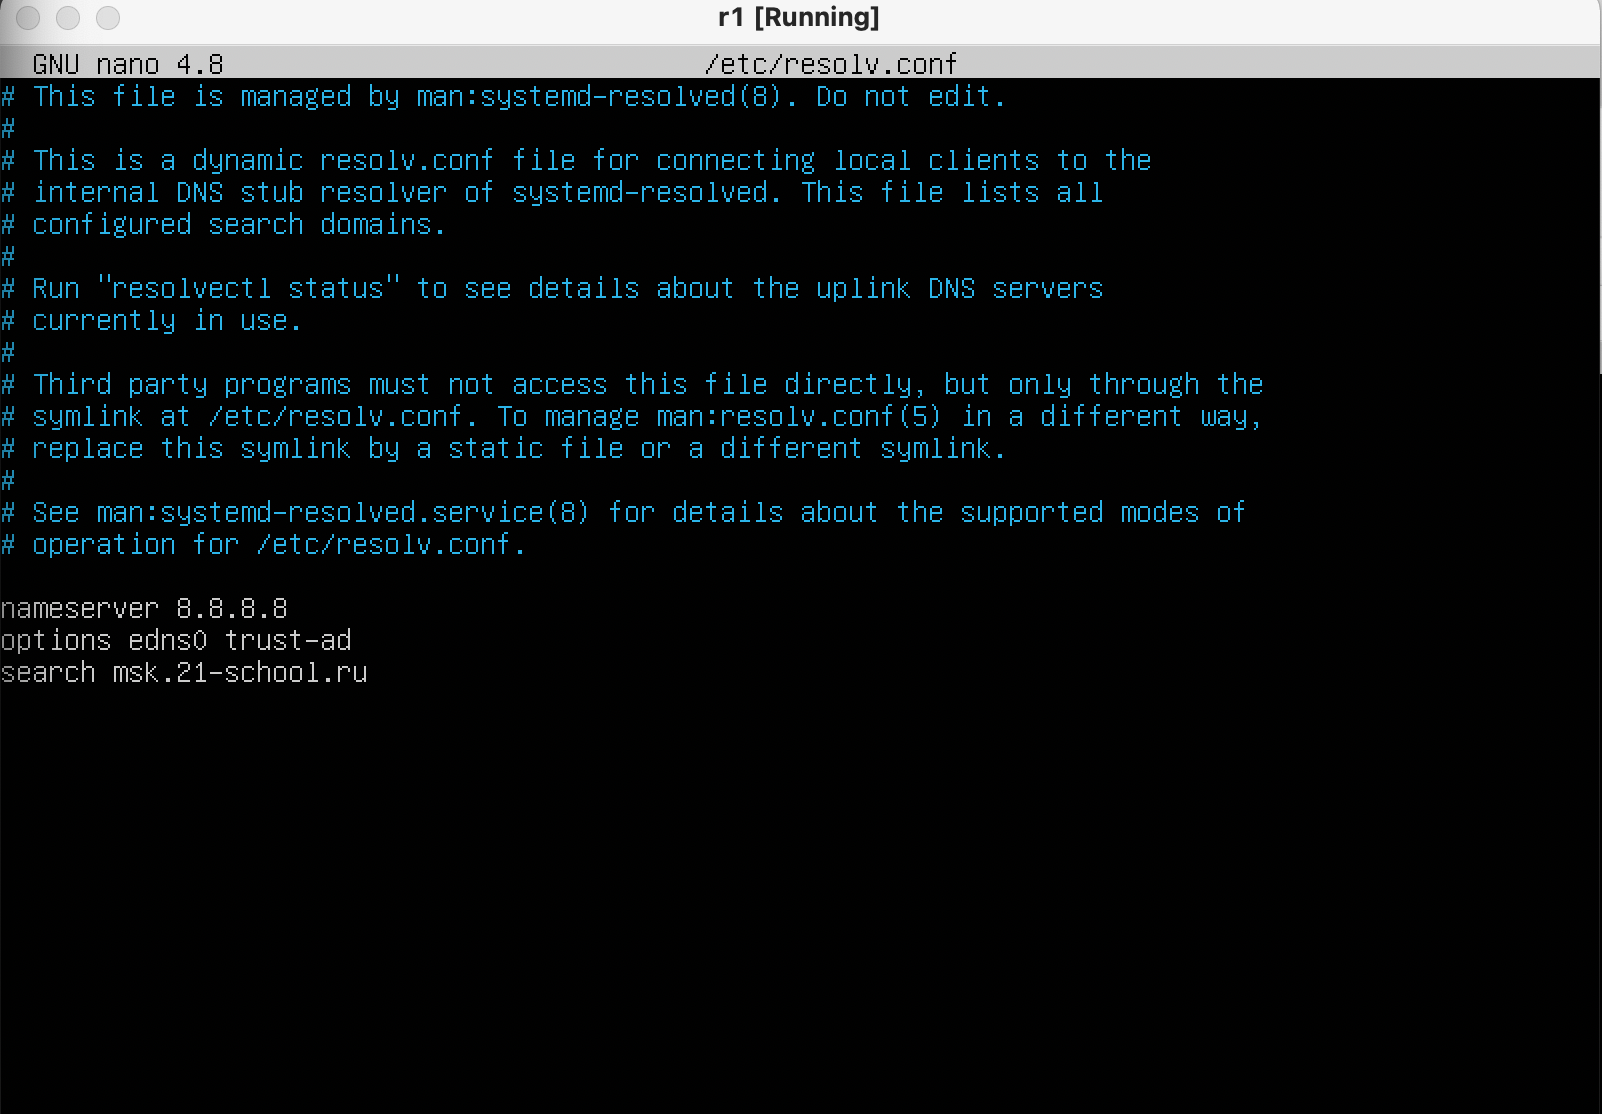 r1 [Running]
GNU nano 4.8 /etc/resolv.conf
# This file is managed by man:systemd-resolved(8). Do not edit.
#
# This is a dynamic resolv.conf file for connecting local clients to the
# internal DNS stub resolver of systemd-resolved. This file lists all
# configured search domains.
#
# Run "resolvectl status" to see details about the uplink DNS servers
# currently in use.
#
# Third party programs must not access this file directly, but only through the
# symlink at /etc/resolv.conf. To manage man:resolv.conf(5) in a different way,
# replace this symlink by a static file or a different symlink.
#
# See man:systemd-resolved.service(8) for details about the supported modes of
# operation for /etc/resolv.conf.
nameserver 8.8.8.8
options edns0 trust-ad
search msk.21-school.ru